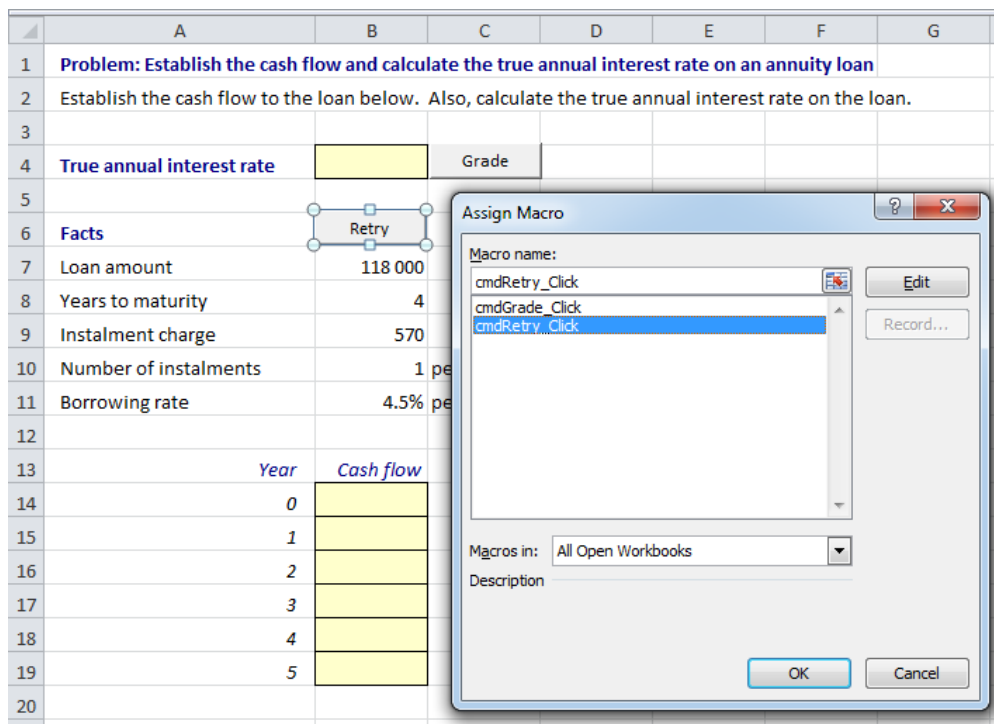 A B C D E F G
1 Problem: Establish the cash flow and calculate the true annual interest rate on an annuity loan
2 Establish the cash flow to the loan below. Also, calculate the true annual interest rate on the loan.
3
4 True annual interest rate Grade
5
6 Facts Retry
7 Loan amount 118 000
8 Years to maturity 4
9 Instalment charge 570
10 Number of instalments 1 pe
11 Borrowing rate 4.5% pe
12
13 Year Cash flow
14 0
15 1
16 2
17 3
18 4
19 5
20
Assign Macro ? X
Macro name:
cmdRetry_Click Edit
cmdGrade_Click
cmdRetry_Click Record...
Macros in: All Open Workbooks
Description
OK Cancel